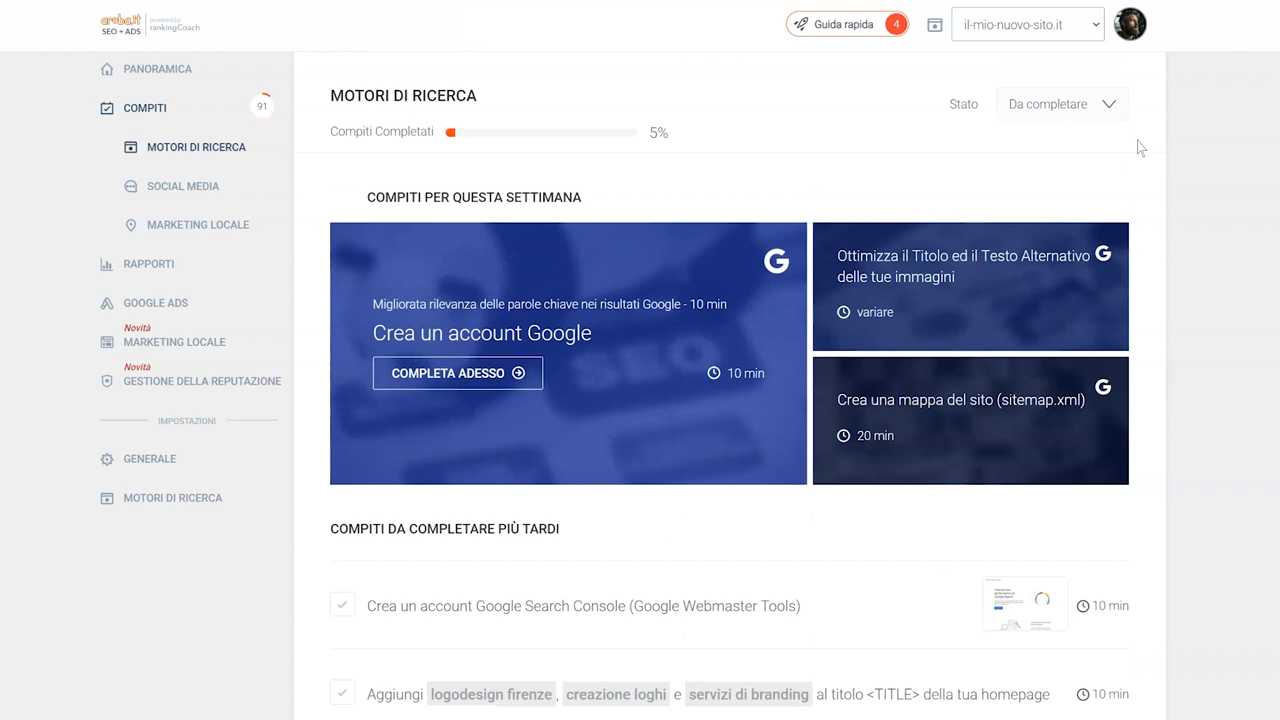 aruba.it
SEO + ADS
powered by
rankingCoach
Guida rapida
4
il-mio-nuovo-sito.it
PANORAMICA
COMPITI
91
MOTORI DI RICERCA
SOCIAL MEDIA
MARKETING LOCALE
RAPPORTI
GOOGLE ADS
Novità
MARKETING LOCALE
Novità
GESTIONE DELLA REPUTAZIONE
IMPOSTAZIONI
GENERALE
MOTORI DI RICERCA
MOTORI DI RICERCA
Compiti Completati
5%
Stato
Da completare
COMPITI PER QUESTA SETTIMANA
Migliorata rilevanza delle parole chiave nei risultati Google - 10 min
Crea un account Google
COMPLETA ADESSO
10 min
SEO
Ottimizza il Titolo ed il Testo Alternativo
delle tue immagini
variare
Crea una mappa del sito (sitemap.xml)
20 min
COMPITI DA COMPLETARE PIÙ TARDI
Crea un account Google Search Console (Google Webmaster Tools)
10 min
Aggiungi logodesign firenze, creazione loghi e servizi di branding al titolo <TITLE> della tua homepage
10 min